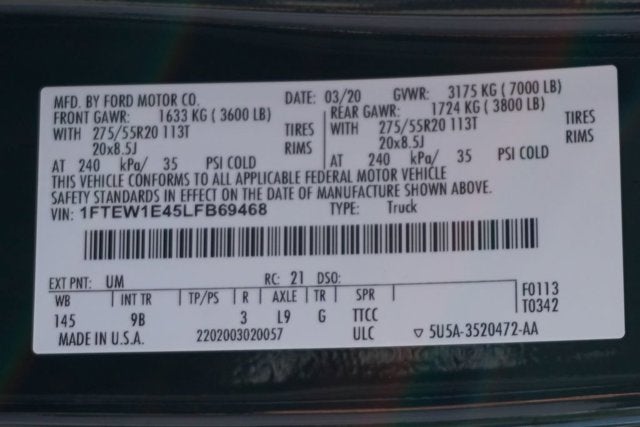 MFD. BY FORD MOTOR CO. DATE: 03/20 GVWR: 3175 KG ( 7000 LB)
FRONT GAWR: 1633 KG ( 3600 LB) REAR GAWR: 1724 KG ( 3800 LB)
WITH 275/55R20 113T TIRES WITH 275/55R20 113T TIRES
20x8.5J RIMS 20x8.5J RIMS
AT 240 kPa/ 35 PSI COLD AT 240 kPa/ 35 PSI COLD
THIS VEHICLE CONFORMS TO ALL APPLICABLE FEDERAL MOTOR VEHICLE
SAFETY STANDARDS IN EFFECT ON THE DATE OF MANUFACTURE SHOWN ABOVE.
VIN: 1FTEW1E45LFB69468 TYPE: Truck
EXT PNT: UM RC: 21 DSO:
WB INT TR TP/PS R AXLE TR SPR F0113
145 9B 3 L9 G TTCC T0342
MADE IN U.S.A. 2202003020057 ULC ▽ 5U5A-3520472-AA